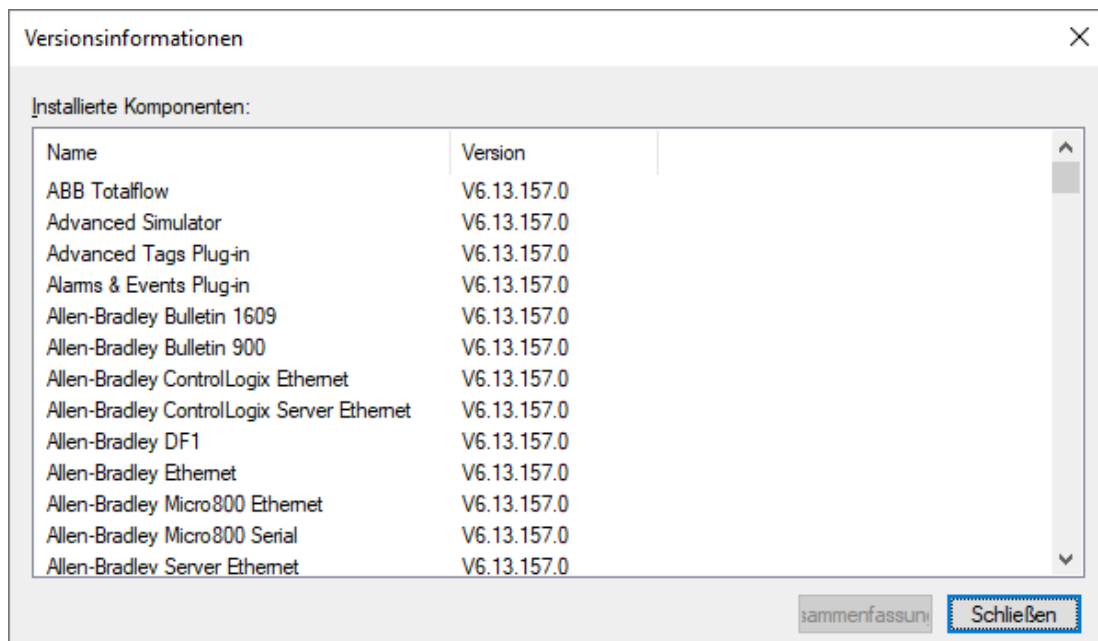 Versionsinformationen
Installierte Komponenten:
Name Version
ABB Totalflow V6.13.157.0
Advanced Simulator V6.13.157.0
Advanced Tags Plug-in V6.13.157.0
Alarms & Events Plug-in V6.13.157.0
Allen-Bradley Bulletin 1609 V6.13.157.0
Allen-Bradley Bulletin 900 V6.13.157.0
Allen-Bradley ControlLogix Ethernet V6.13.157.0
Allen-Bradley ControlLogix Server Ethernet V6.13.157.0
Allen-Bradley DF1 V6.13.157.0
Allen-Bradley Ethernet V6.13.157.0
Allen-Bradley Micro800 Ethernet V6.13.157.0
Allen-Bradley Micro800 Serial V6.13.157.0
Allen-Bradley Server Ethernet V6.13.157.0
sammenfassung Schließen